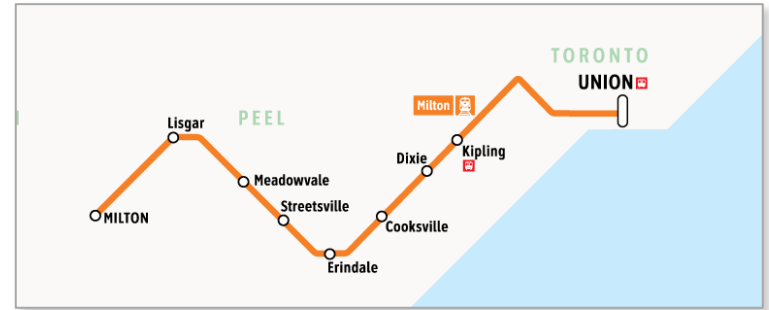 TORONTO
UNION
Milton
PEEL
Lisgar
Kipling
Dixie
Meadowvale
Streetsville
MILTON
Cooksville
Erindale